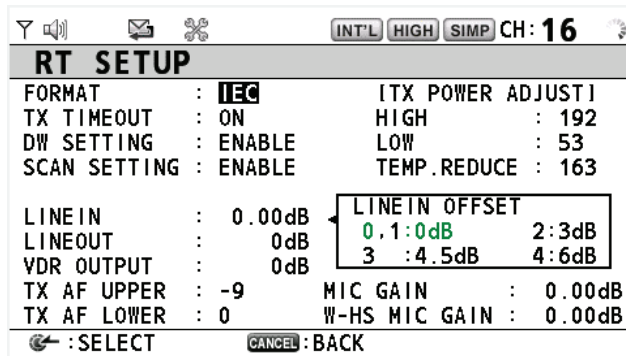 INT'L HIGH SIMP CH: 16
RT SETUP
FORMAT : IEC [TX POWER ADJUST]
TX TIMEOUT : ON HIGH : 192
DW SETTING : ENABLE LOW : 53
SCAN SETTING : ENABLE TEMP.REDUCE : 163
LINEIN : 0.00dB LINEIN OFFSET
LINEOUT : 0dB 0,1:0dB 2:3dB
VDR OUTPUT : 0dB 3 :4.5dB 4:6dB
TX AF UPPER : -9 MIC GAIN : 0.00dB
TX AF LOWER : 0 W-HS MIC GAIN : 0.00dB
:SELECT CANCEL:BACK